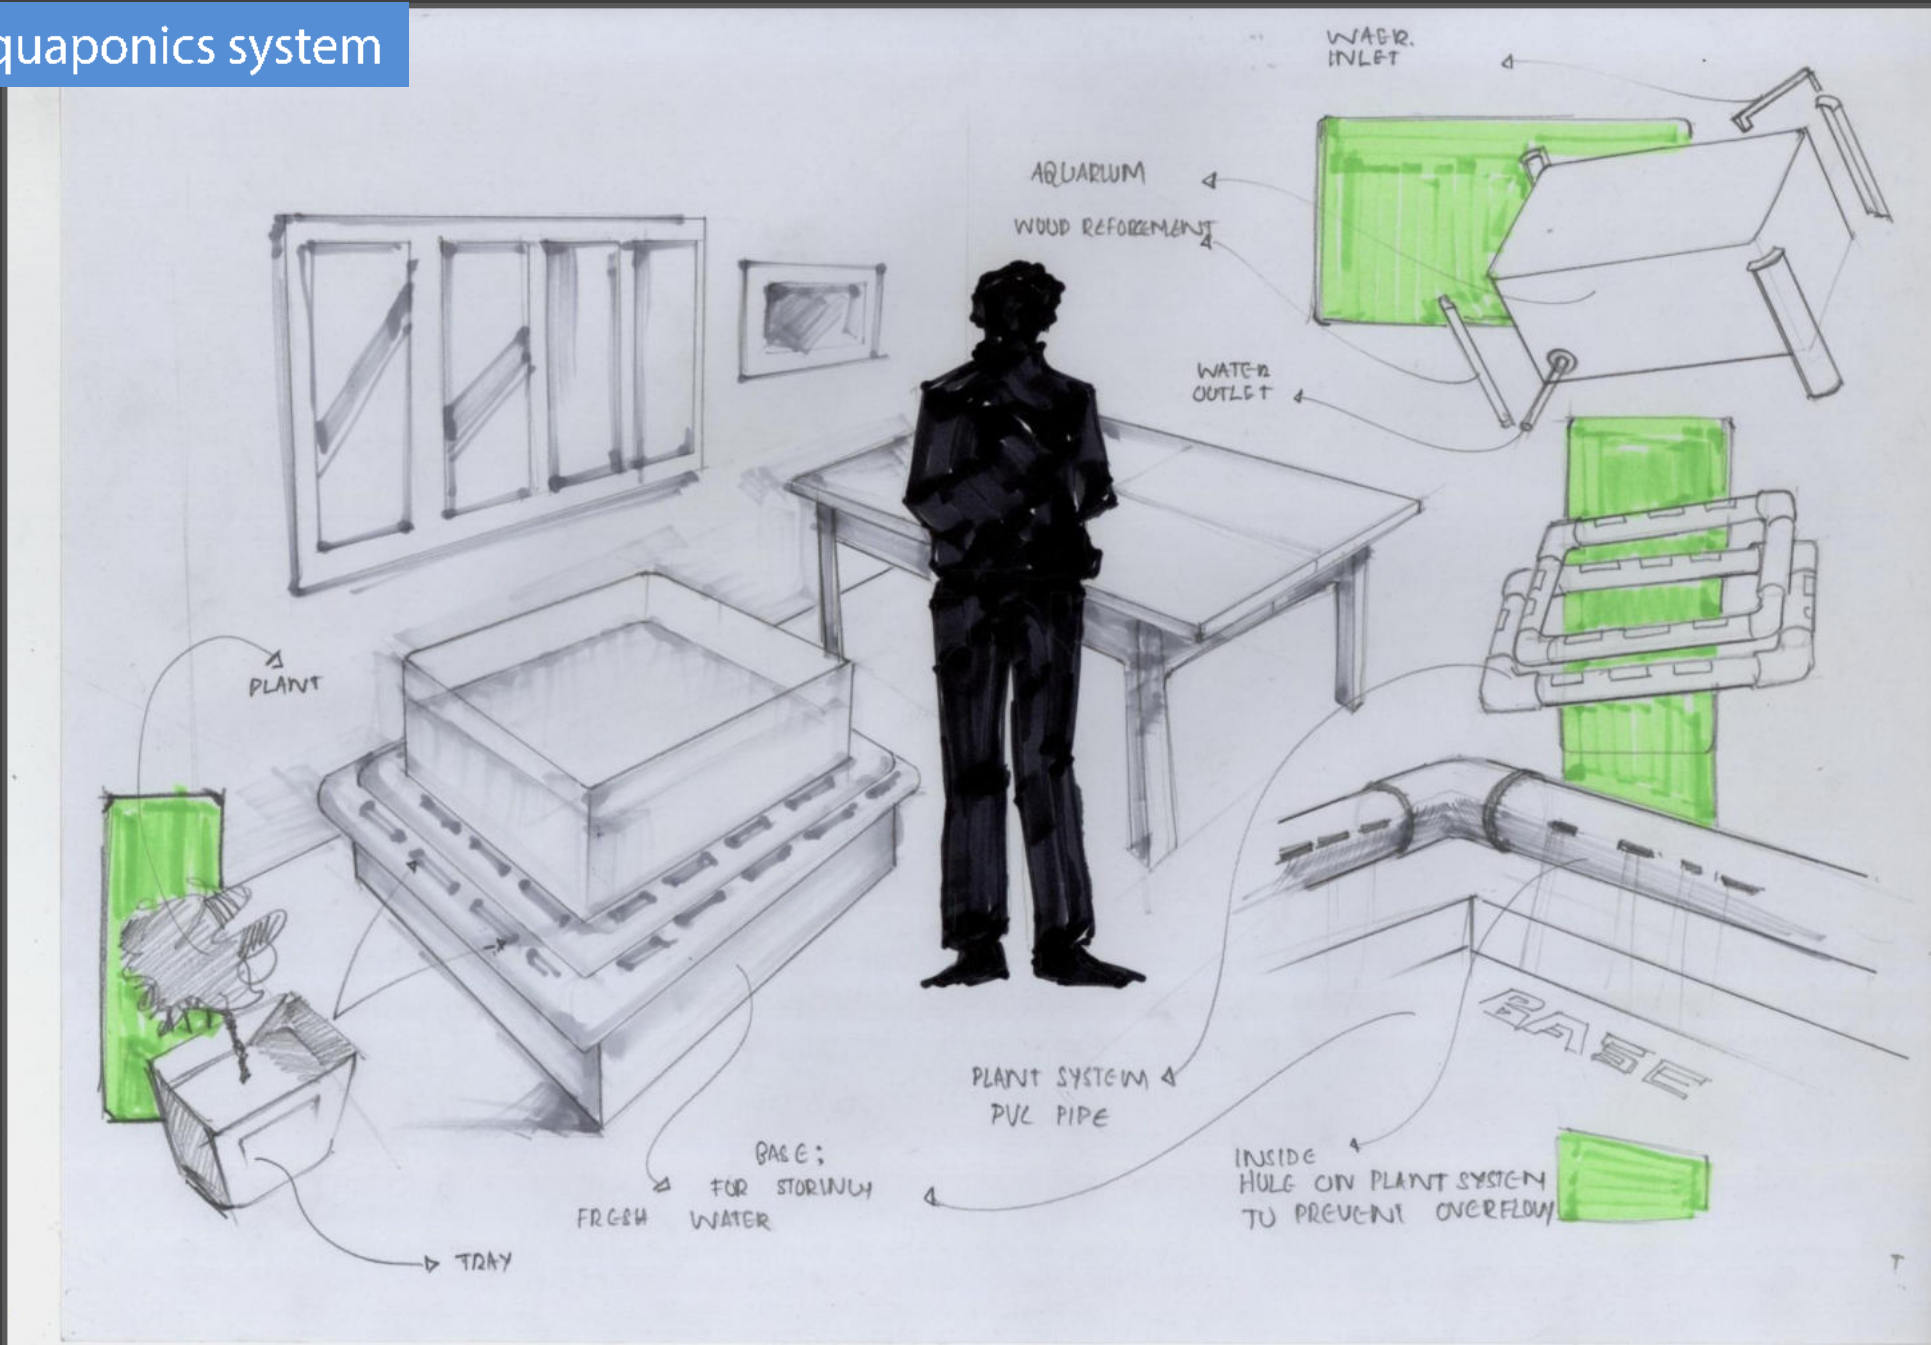 quaponics system
WAER.
INLET
AQUARIUM
WOOD REFORCEMENT
WATER
OUTLET
PLANT
PLANT SYSTEM
PVC PIPE
BASE
BASE;
FOR STORING
FRESH WATER
INSIDE
HOLE ON PLANT SYSTEM
TO PREVENT OVERFLOW
TRAY
T